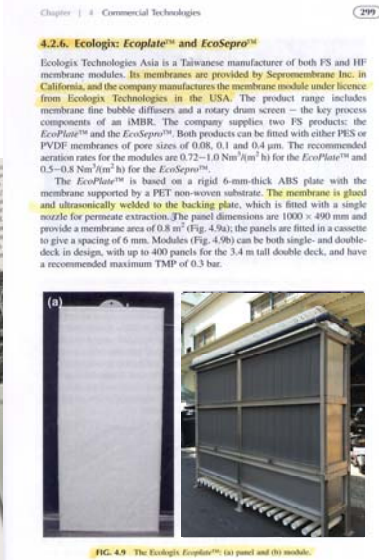 Chapter | 4 Commercial Technologies 299
4.2.6. Ecologix: Ecoplate™ and EcoSepro™
Ecologix Technologies Asia is a Taiwanese manufacturer of both FS and HF
membrane modules. Its membranes are provided by Sepromembrane Inc. in
California, and the company manufactures the membrane module under licence
from Ecologix Technologies in the USA. The product range includes
membrane fine bubble diffusers and a rotary drum screen – the key process
components of an iMBR. The company supplies two FS products: the
EcoPlate™ and the EcoSepro™. Both products can be fitted with either PES or
PVDF membranes of pore sizes of 0.08, 0.1 and 0.4 μm. The recommended
aeration rates for the modules are 0.72–1.0 Nm³/(m² h) for the EcoPlate™ and
0.5–0.8 Nm³/(m² h) for the EcoSepro™.
The EcoPlate™ is based on a rigid 6-mm-thick ABS plate with the
membrane supported by a PET non-woven substrate. The membrane is glued
and ultrasonically welded to the backing plate, which is fitted with a single
nozzle for permeate extraction. The panel dimensions are 1000 × 490 mm and
provide a membrane area of 0.8 m² (Fig. 4.9a); the panels are fitted in a cassette
to give a spacing of 6 mm. Modules (Fig. 4.9b) can be both single- and double-
deck in design, with up to 400 panels for the 3.4 m tall double deck, and have
a recommended maximum TMP of 0.3 bar.
(a)
FIG. 4.9 The Ecologix Ecoplate™: (a) panel and (b) module.